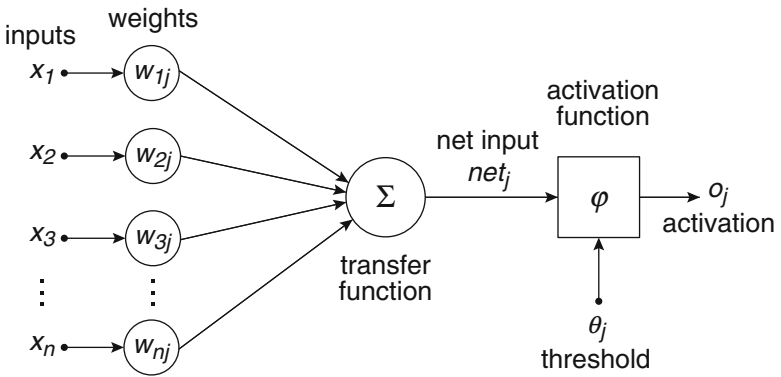 weights
inputs
x1
w1j
x2
w2j
x3
w3j
xn
wnj
Σ
transfer
function
net input
netj
activation
function
φ
oj
activation
θj
threshold